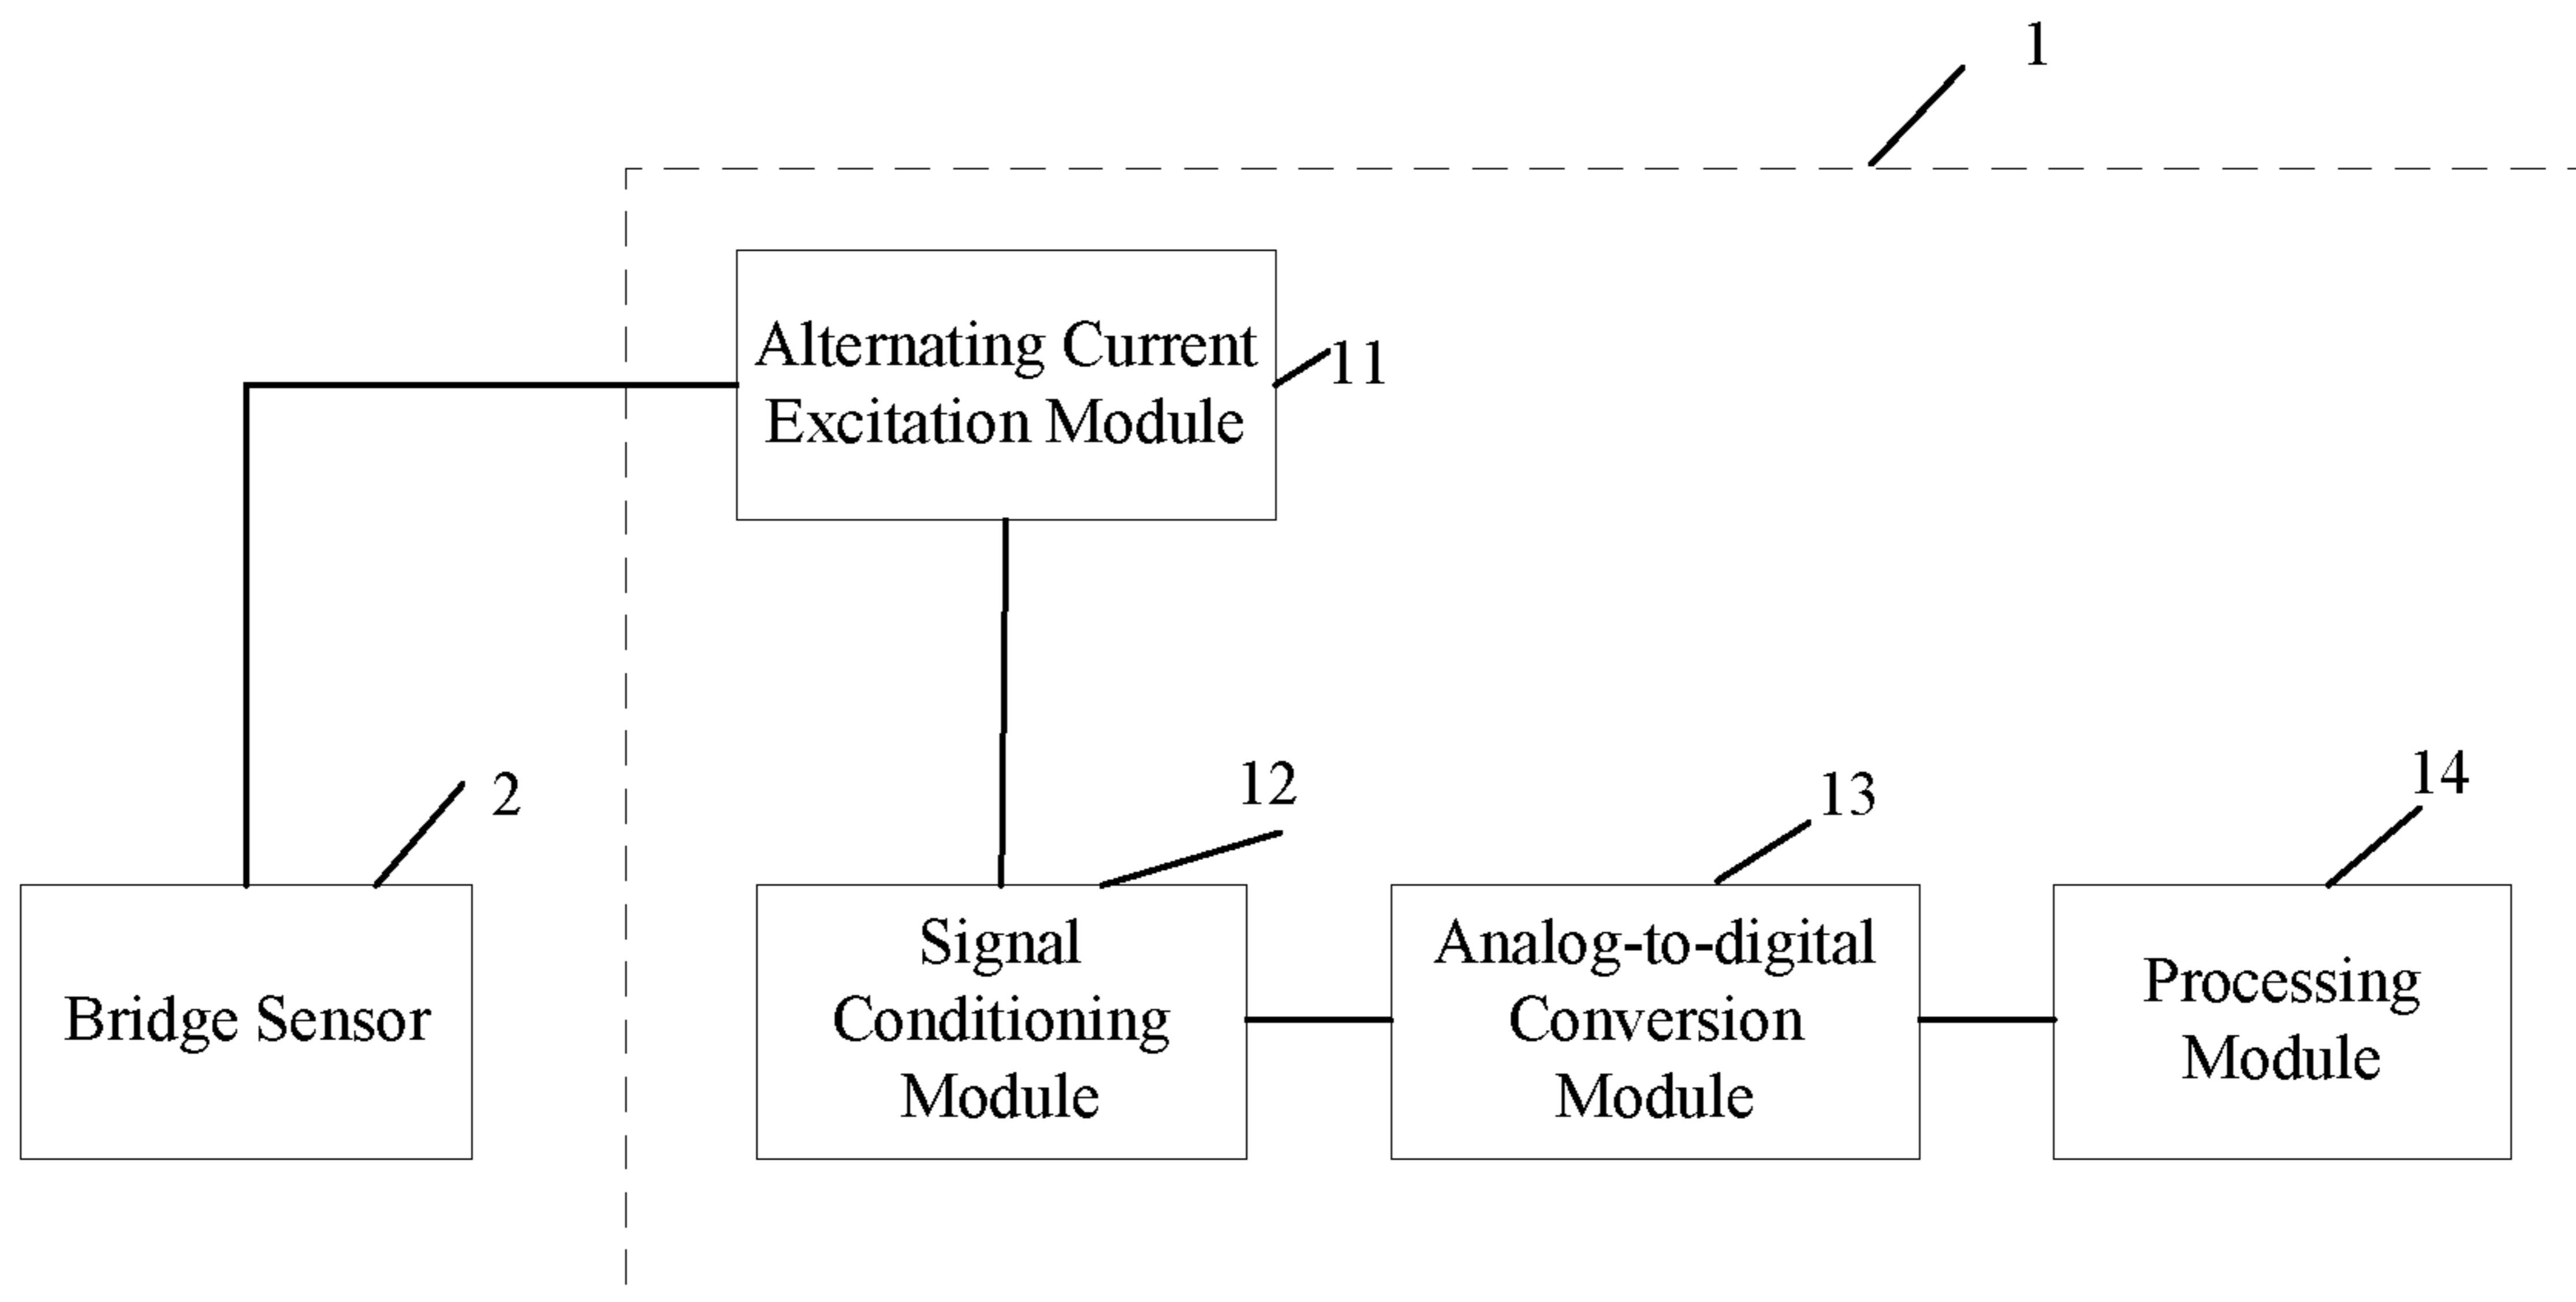 1
Alternating Current
Excitation Module
11
2
12
13
14
Bridge Sensor
Signal
Conditioning
Module
Analog-to-digital
Conversion
Module
Processing
Module